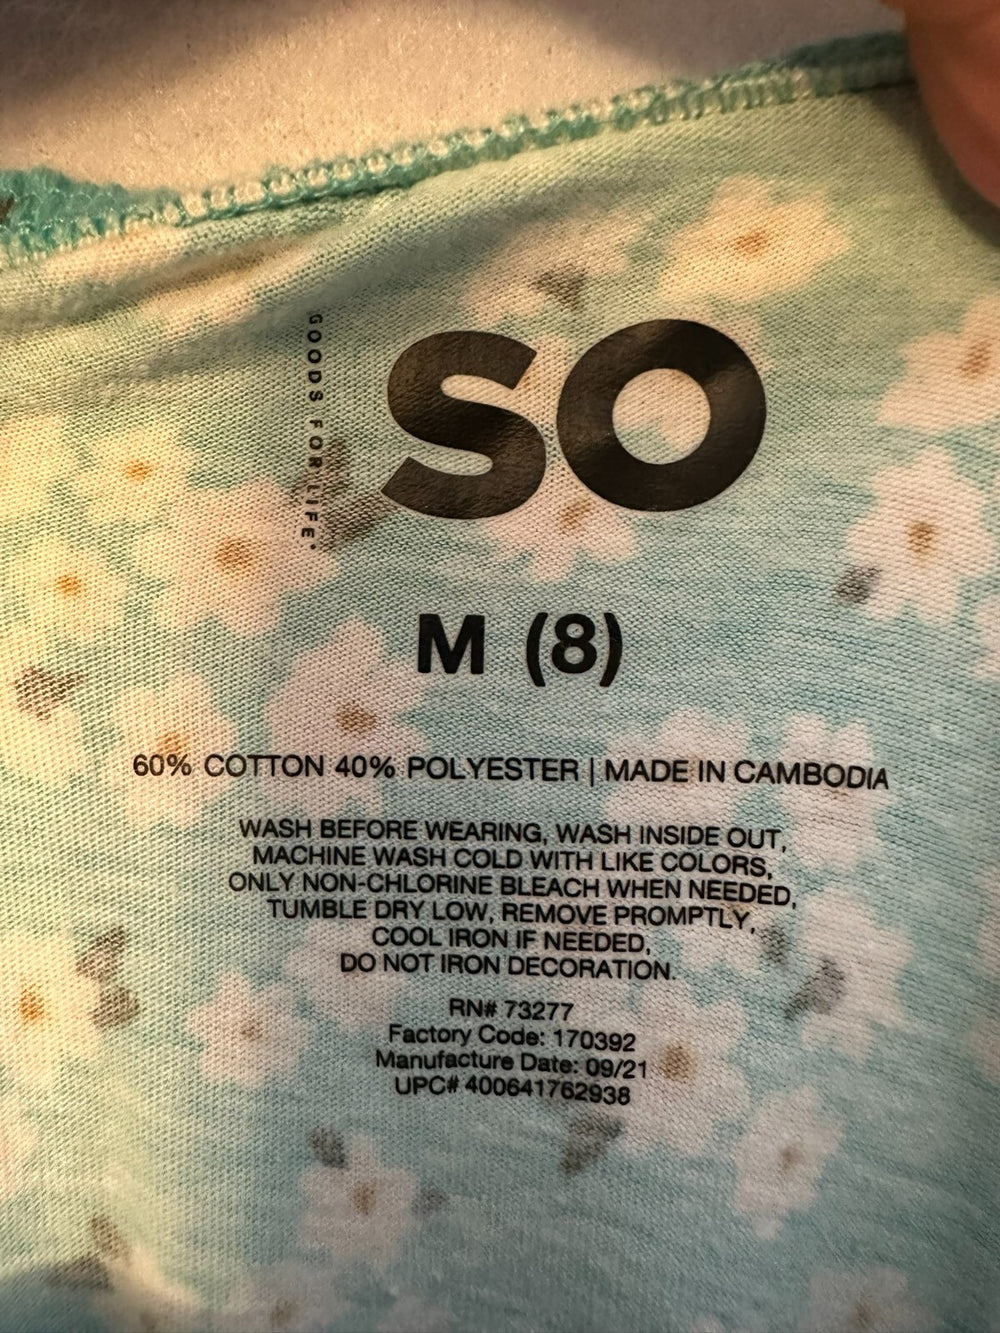 GOODS FOR LIFE®
SO
M (8)
60% COTTON 40% POLYESTER | MADE IN CAMBODIA
WASH BEFORE WEARING, WASH INSIDE OUT,
MACHINE WASH COLD WITH LIKE COLORS,
ONLY NON-CHLORINE BLEACH WHEN NEEDED,
TUMBLE DRY LOW, REMOVE PROMPTLY,
COOL IRON IF NEEDED,
DO NOT IRON DECORATION.
RN# 73277
Factory Code: 170392
Manufacture Date: 09/21
UPC# 400641762938